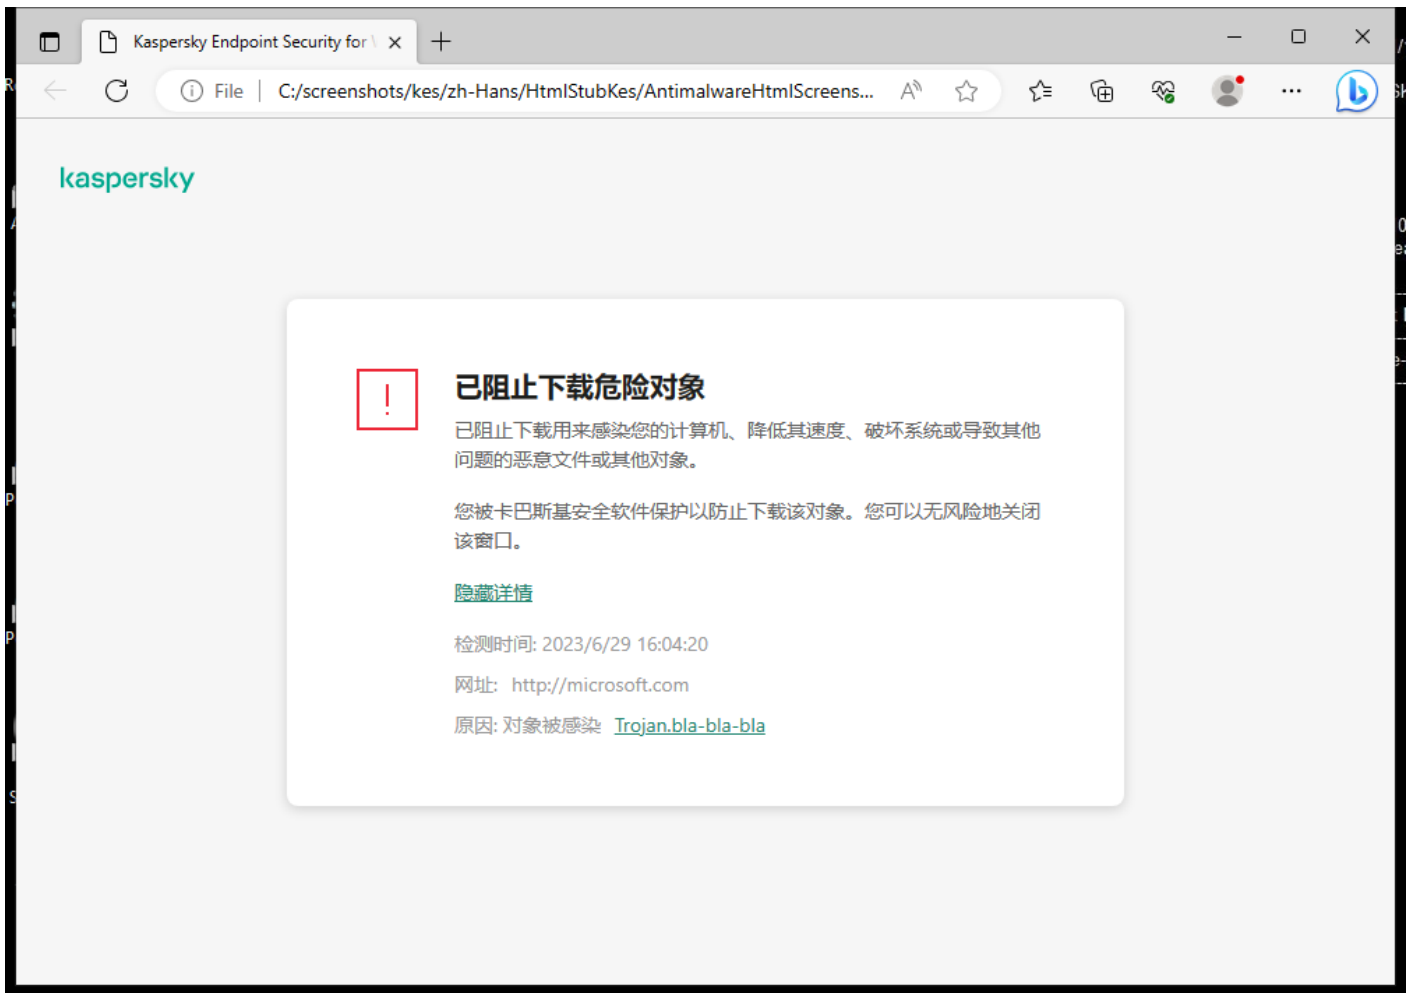 Kaspersky Endpoint Security for
File
C:/screenshots/kes/zh-Hans/HtmlStubKes/AntimalwareHtmlScreens...
kaspersky
已阻止下载危险对象
已阻止下载用来感染您的计算机、降低其速度、破坏系统或导致其他
问题的恶意文件或其他对象。
您被卡巴斯基安全软件保护以防止下载该对象。您可以无风险地关闭
该窗口。
隐藏详情
检测时间: 2023/6/29 16:04:20
网址: http://microsoft.com
原因: 对象被感染 Trojan.bla-bla-bla